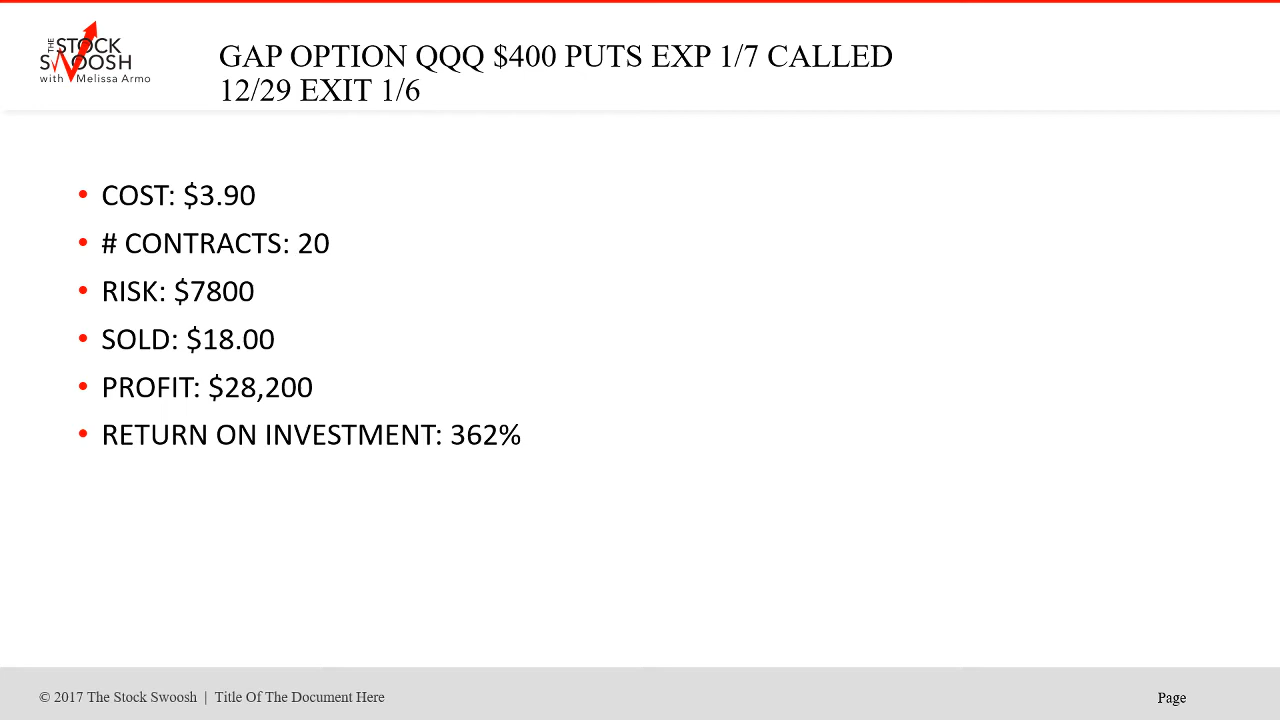 THE
STOCK
SWOOSH
with Melissa Armo
GAP OPTION QQQ $400 PUTS EXP 1/7 CALLED
12/29 EXIT 1/6
• COST: $3.90
• # CONTRACTS: 20
• RISK: $7800
• SOLD: $18.00
• PROFIT: $28,200
• RETURN ON INVESTMENT: 362%
© 2017 The Stock Swoosh | Title Of The Document Here
Page